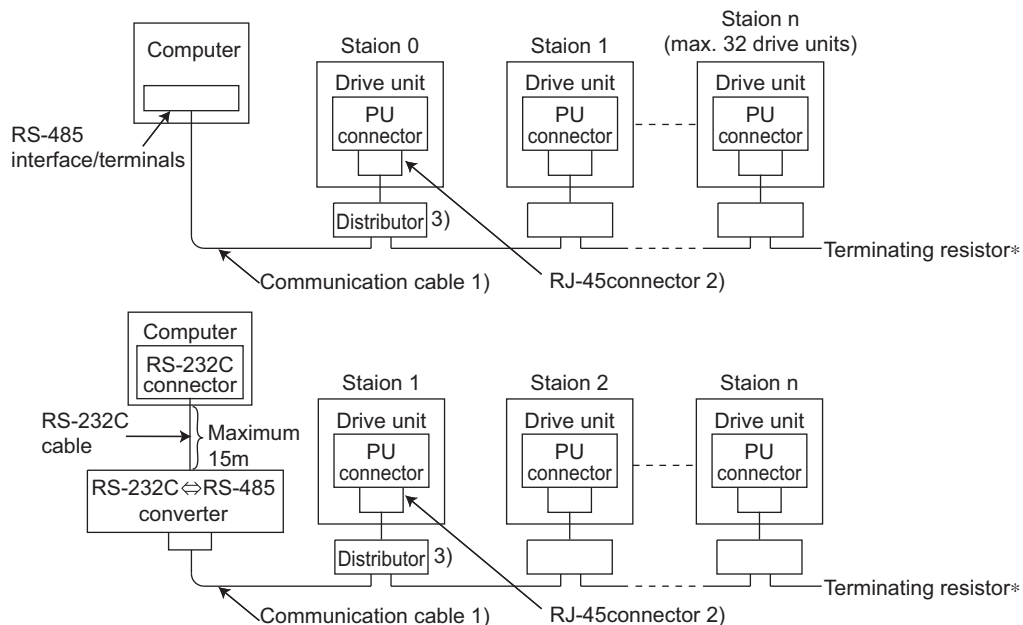 Computer
RS-485
interface/terminals
Staion 0
Drive unit
PU
connector
Distributor 3)
Staion 1
Drive unit
PU
connector
Staion n
(max. 32 drive units)
Drive unit
PU
connector
Terminating resistor*
Communication cable 1)
RJ-45connector 2)
Computer
RS-232C
connector
RS-232C
cable
Maximum
15m
RS-232C⇔RS-485
converter
Staion 1
Drive unit
PU
connector
Distributor 3)
Staion 2
Drive unit
PU
connector
Staion n
Drive unit
PU
connector
Terminating resistor*
Communication cable 1)
RJ-45connector 2)